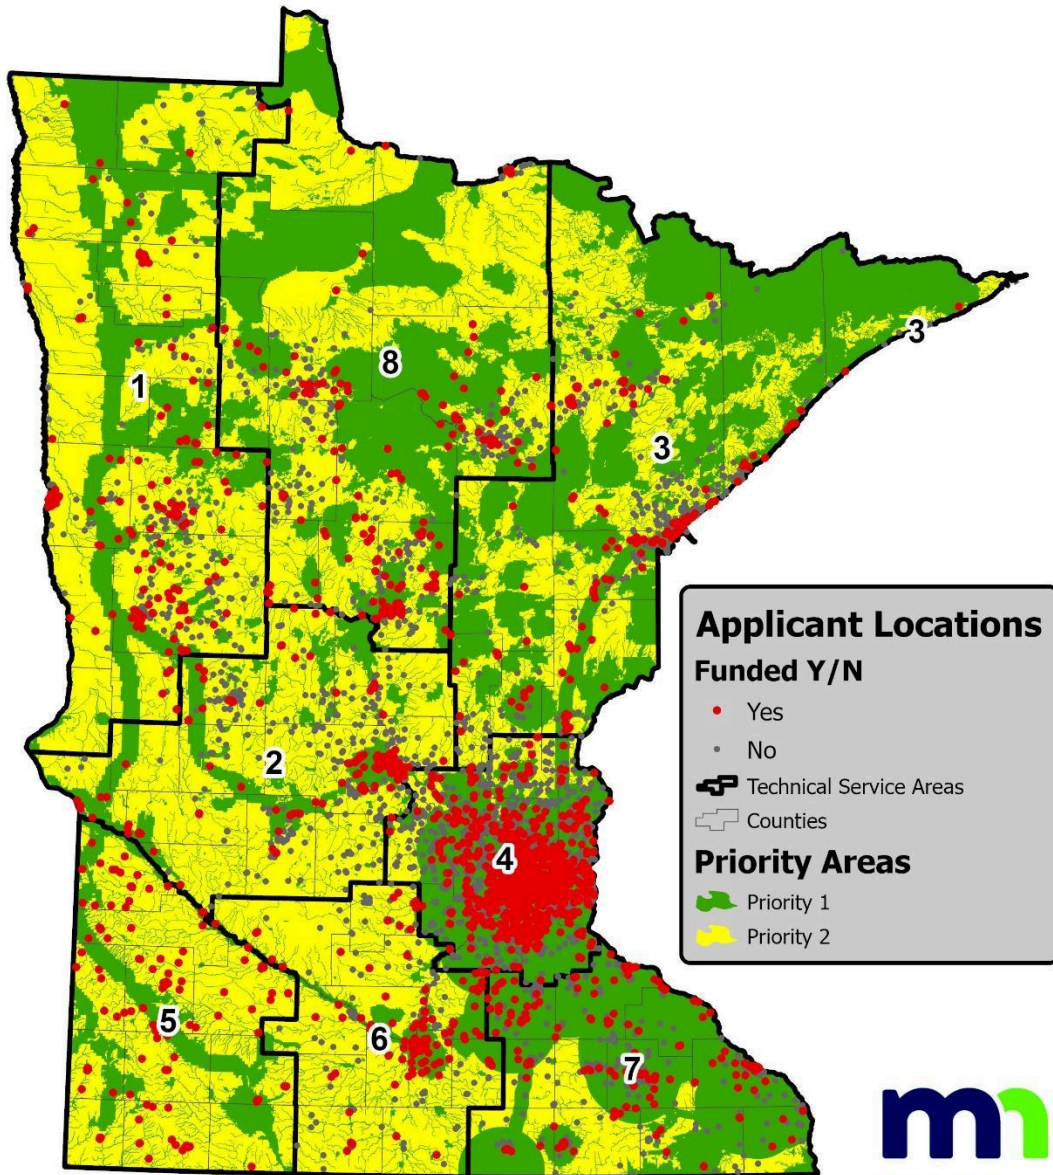 1
8
3
3
2
4
5
6
7
Applicant Locations
Funded Y/N
Yes
No
Technical Service Areas
Counties
Priority Areas
Priority 1
Priority 2
mn